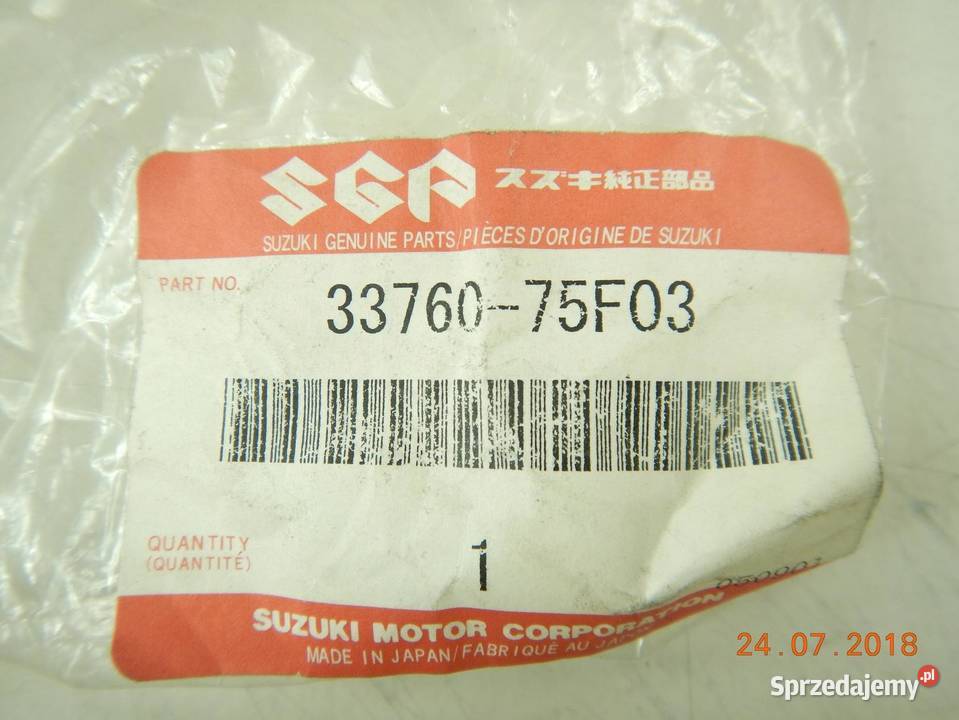 SGP スズキ純正部品
SUZUKI GENUINE PARTS/PIÈCES D'ORIGINE DE SUZUKI
PART NO. 33760-75F03
QUANTITY
(QUANTITÉ) 1
SUZUKI MOTOR CORPORATION
MADE IN JAPAN/FABRIQUÉ AU JAPON
24.07.2018
Sprzedajemy.pl